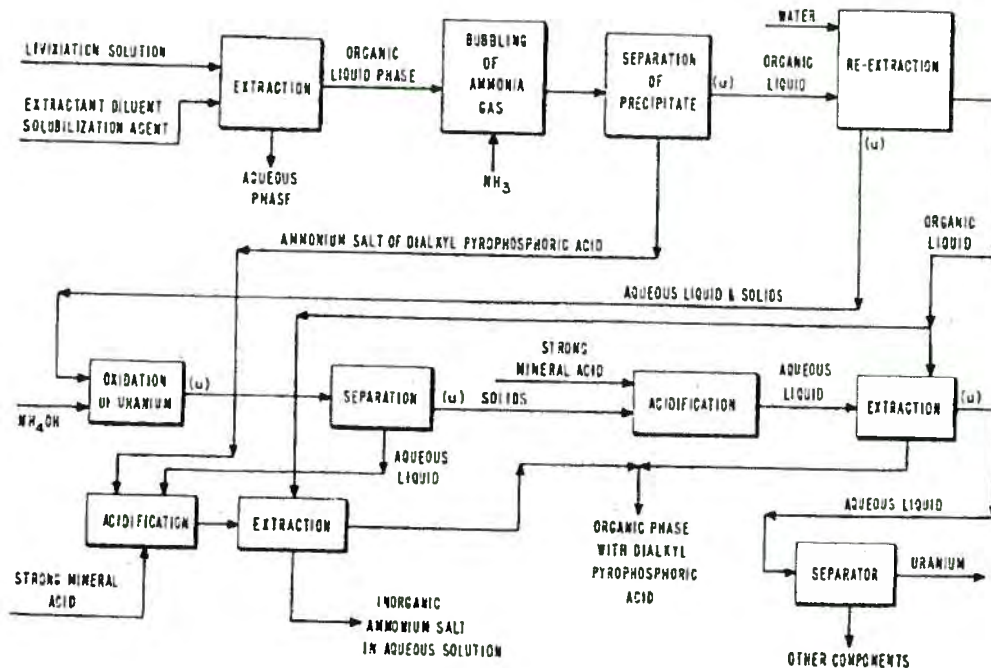 LIVIXIATION SOLUTION
EXTRACTANT DILUENT
SOLUBILIZATION AGENT
EXTRACTION
AQUEOUS
PHASE
ORGANIC
LIQUID PHASE
BUBBLING
OF
AMMONIA
GAS
NH3
SEPARATION
OF
PRECIPITATE
(u)
WATER
ORGANIC
LIQUID
RE-EXTRACTION
(u)
ORGANIC
LIQUID
AMMONIUM SALT OF DIALXYL PYROPHOSPHORIC ACID
AQUEOUS LIQUID & SOLIDS
OXIDATION
OF URANIUM
(u)
NH4OH
SEPARATION
(u)
SOLIDS
AQUEOUS
LIQUID
STRONG
MINERAL ACID
ACIDIFICATION
AQUEOUS
LIQUID
EXTRACTION
(u)
ACIDIFICATION
STRONG MINERAL
ACID
EXTRACTION
INORGANIC
AMMONIUM SALT
IN AQUEOUS SOLUTION
ORGANIC PHASE
WITH DIALKYL
PYROPHOSPHORIC
ACID
AQUEOUS LIQUID
SEPARATOR
URANIUM
OTHER COMPONENTS